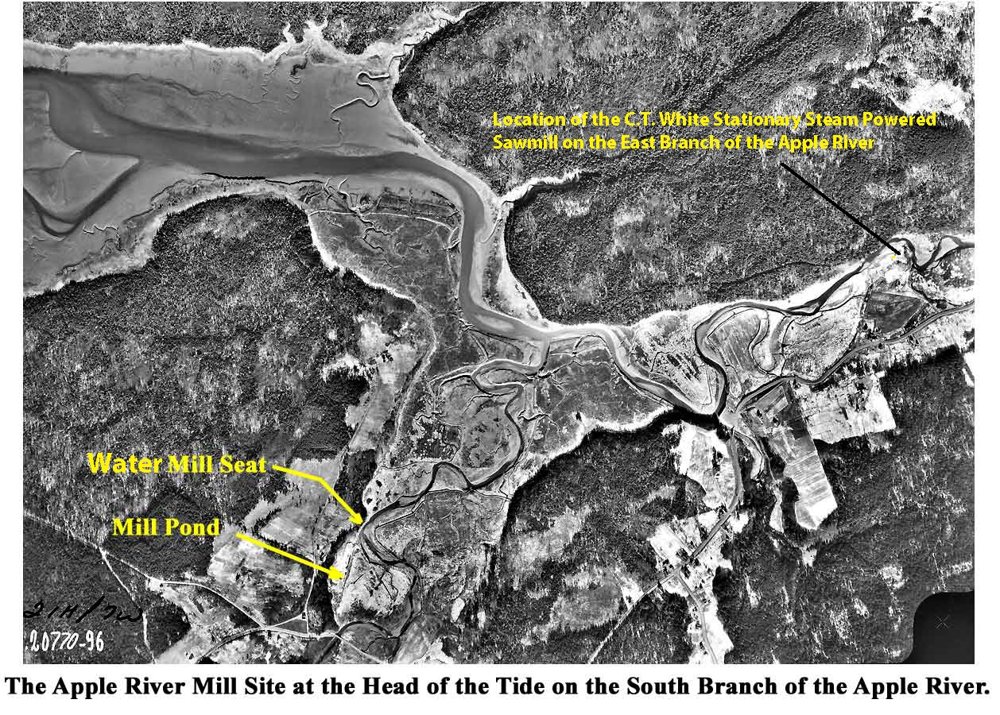 Location of the C.T. White Stationary Steam Powered
Sawmill on the East Branch of the Apple RIver
Water Mill Seat
Mill Pond
21H/7W
20770-96
The Apple River Mill Site at the Head of the Tide on the South Branch of the Apple River.